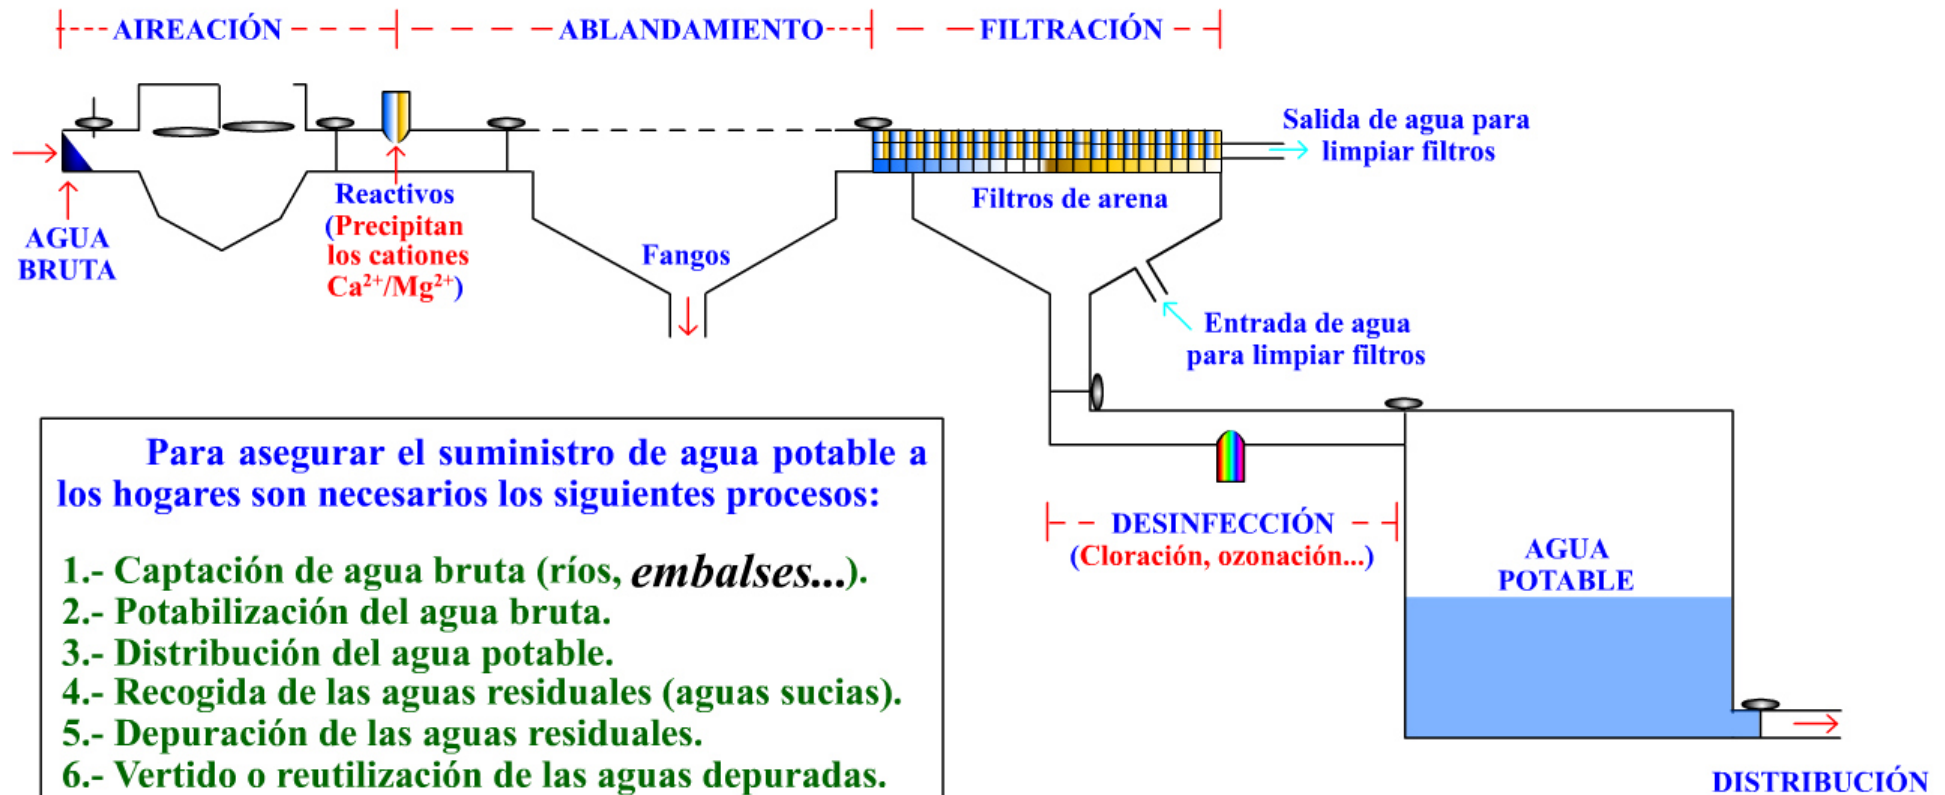 AIREACIÓN
ABLANDAMIENTO
FILTRACIÓN
Salida de agua para
limpiar filtros
AGUA
BRUTA
Reactivos
(Precipitan
los cationes
Ca²⁺/Mg²⁺)
Fangos
Filtros de arena
Entrada de agua
para limpiar filtros
DESINFECCIÓN
(Cloración, ozonación...)
AGUA
POTABLE
DISTRIBUCIÓN
Para asegurar el suministro de agua potable a
los hogares son necesarios los siguientes procesos:
1.- Captación de agua bruta (ríos, embalses...).
2.- Potabilización del agua bruta.
3.- Distribución del agua potable.
4.- Recogida de las aguas residuales (aguas sucias).
5.- Depuración de las aguas residuales.
6.- Vertido o reutilización de las aguas depuradas.